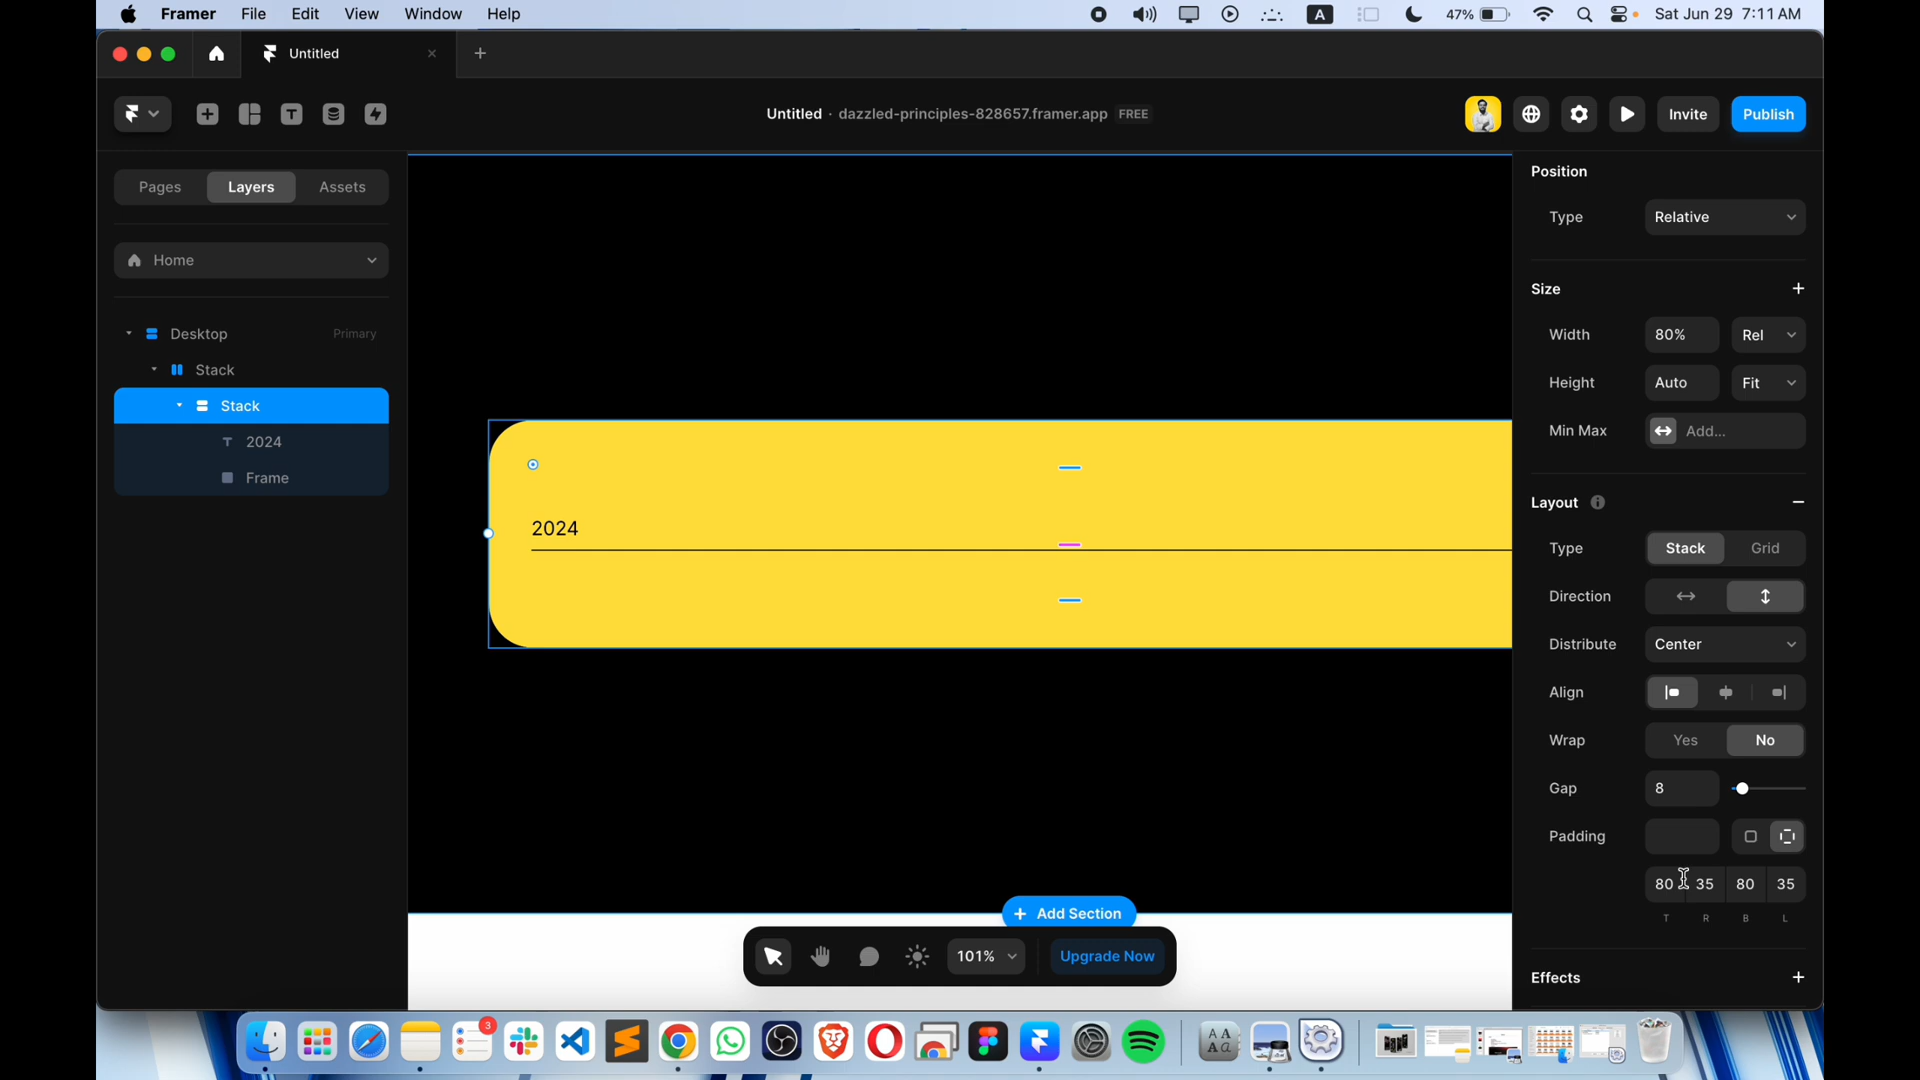 Framer File Edit View Window Help
A
47%
Sat Jun 29 7:11 AM
Untitled
Untitled · dazzled-principles-828657.framer.app FREE
Invite
Publish
Pages Layers Assets
Home
Desktop Primary
Stack
Stack
T 2024
Frame
2024
Add Section
101%
Upgrade Now
Position
Type Relative
Size
Width 80% Rel
Height Auto Fit
Min Max Add...
Layout
Type Stack Grid
Direction
Distribute Center
Align
Wrap Yes No
Gap 8
Padding
80 35 80 35
T R B L
Effects
3